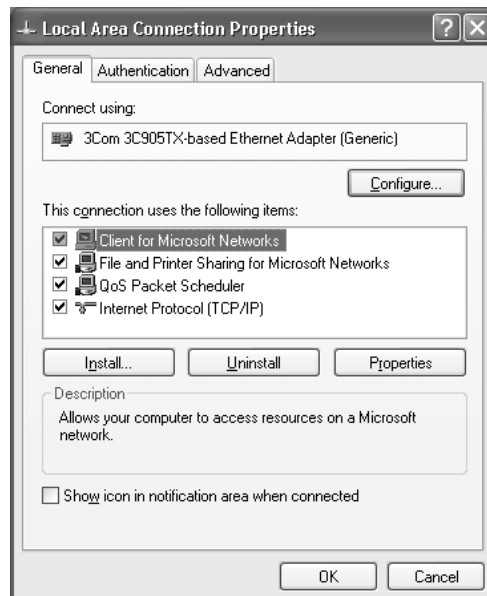 Local Area Connection Properties
General Authentication Advanced
Connect using:
3Com 3C905TX-based Ethernet Adapter (Generic)
Configure...
This connection uses the following items:
Client for Microsoft Networks
File and Printer Sharing for Microsoft Networks
QoS Packet Scheduler
Internet Protocol (TCP/IP)
Install... Uninstall Properties
Description
Allows your computer to access resources on a Microsoft
network.
Show icon in notification area when connected
OK Cancel